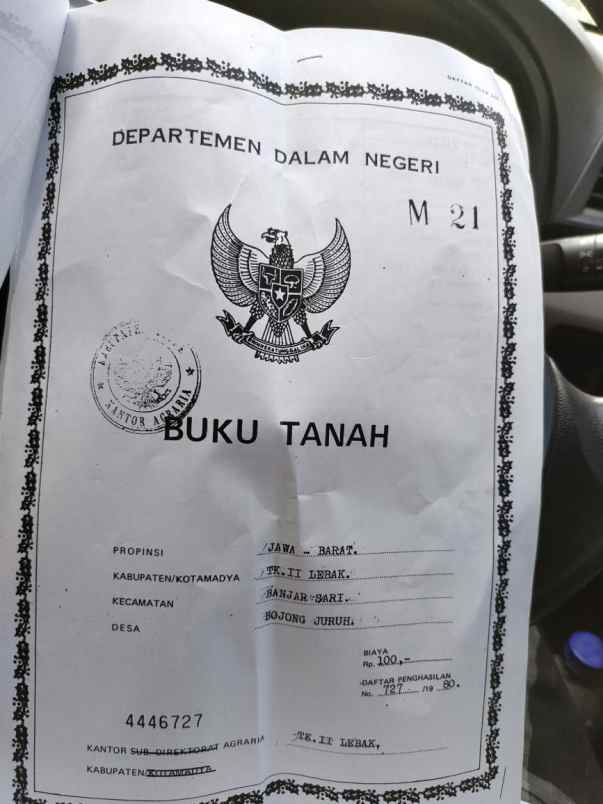 DEPARTEMEN DALAM NEGERI
M 21
KANTOR AGRARIA
BUKU TANAH
PROPINSI JAWA - BARAT.
KABUPATEN/KOTAMADYA TK.II LEBAK.
KECAMATAN BANJAR SARI.
DESA BOJONG JURUH.
BIAYA
Rp. 100,-
DAFTAR PENGHASILAN
No. 727 /19 80.
4446727
KANTOR SUB DIREKTORAT AGRARIA TK.II LEBAK,
KABUPATEN/KOTAMADYA